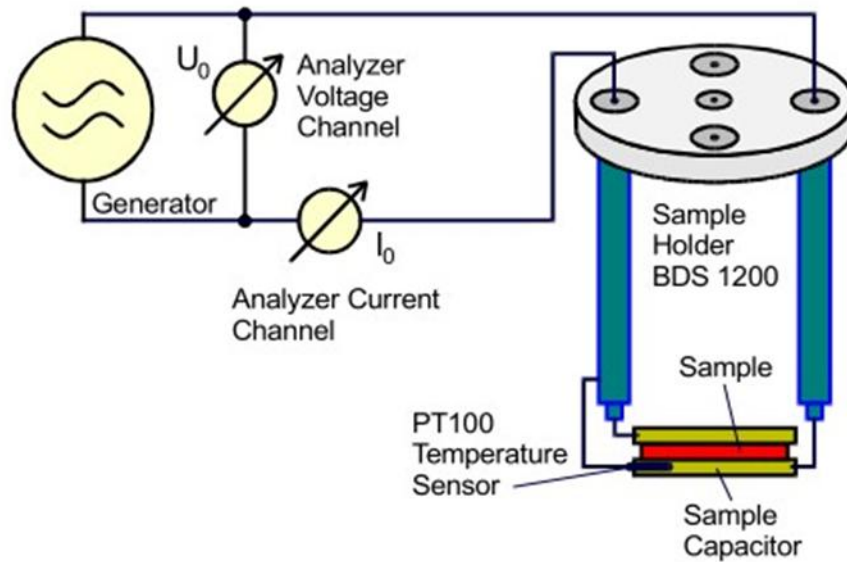 U0
Analyzer
Voltage
Channel
Generator
I0
Analyzer Current
Channel
Sample
Holder
BDS 1200
Sample
PT100
Temperature
Sensor
Sample
Capacitor